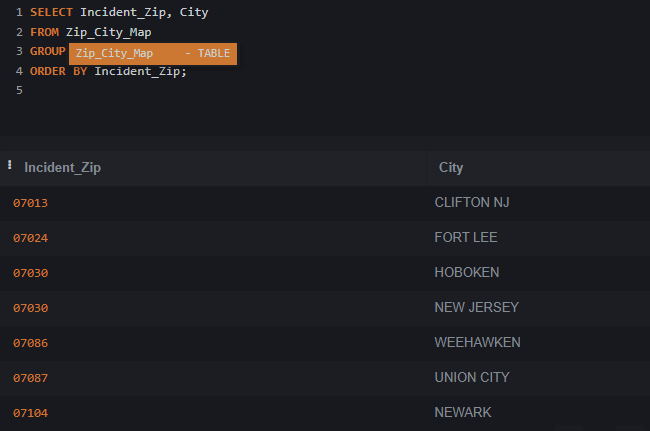 1 SELECT Incident_Zip, City
2 FROM Zip_City_Map
3 GROUP Zip_City_Map - TABLE
4 ORDER BY Incident_Zip;
5
Incident_Zip City
07013 CLIFTON NJ
07024 FORT LEE
07030 HOBOKEN
07030 NEW JERSEY
07086 WEEHAWKEN
07087 UNION CITY
07104 NEWARK